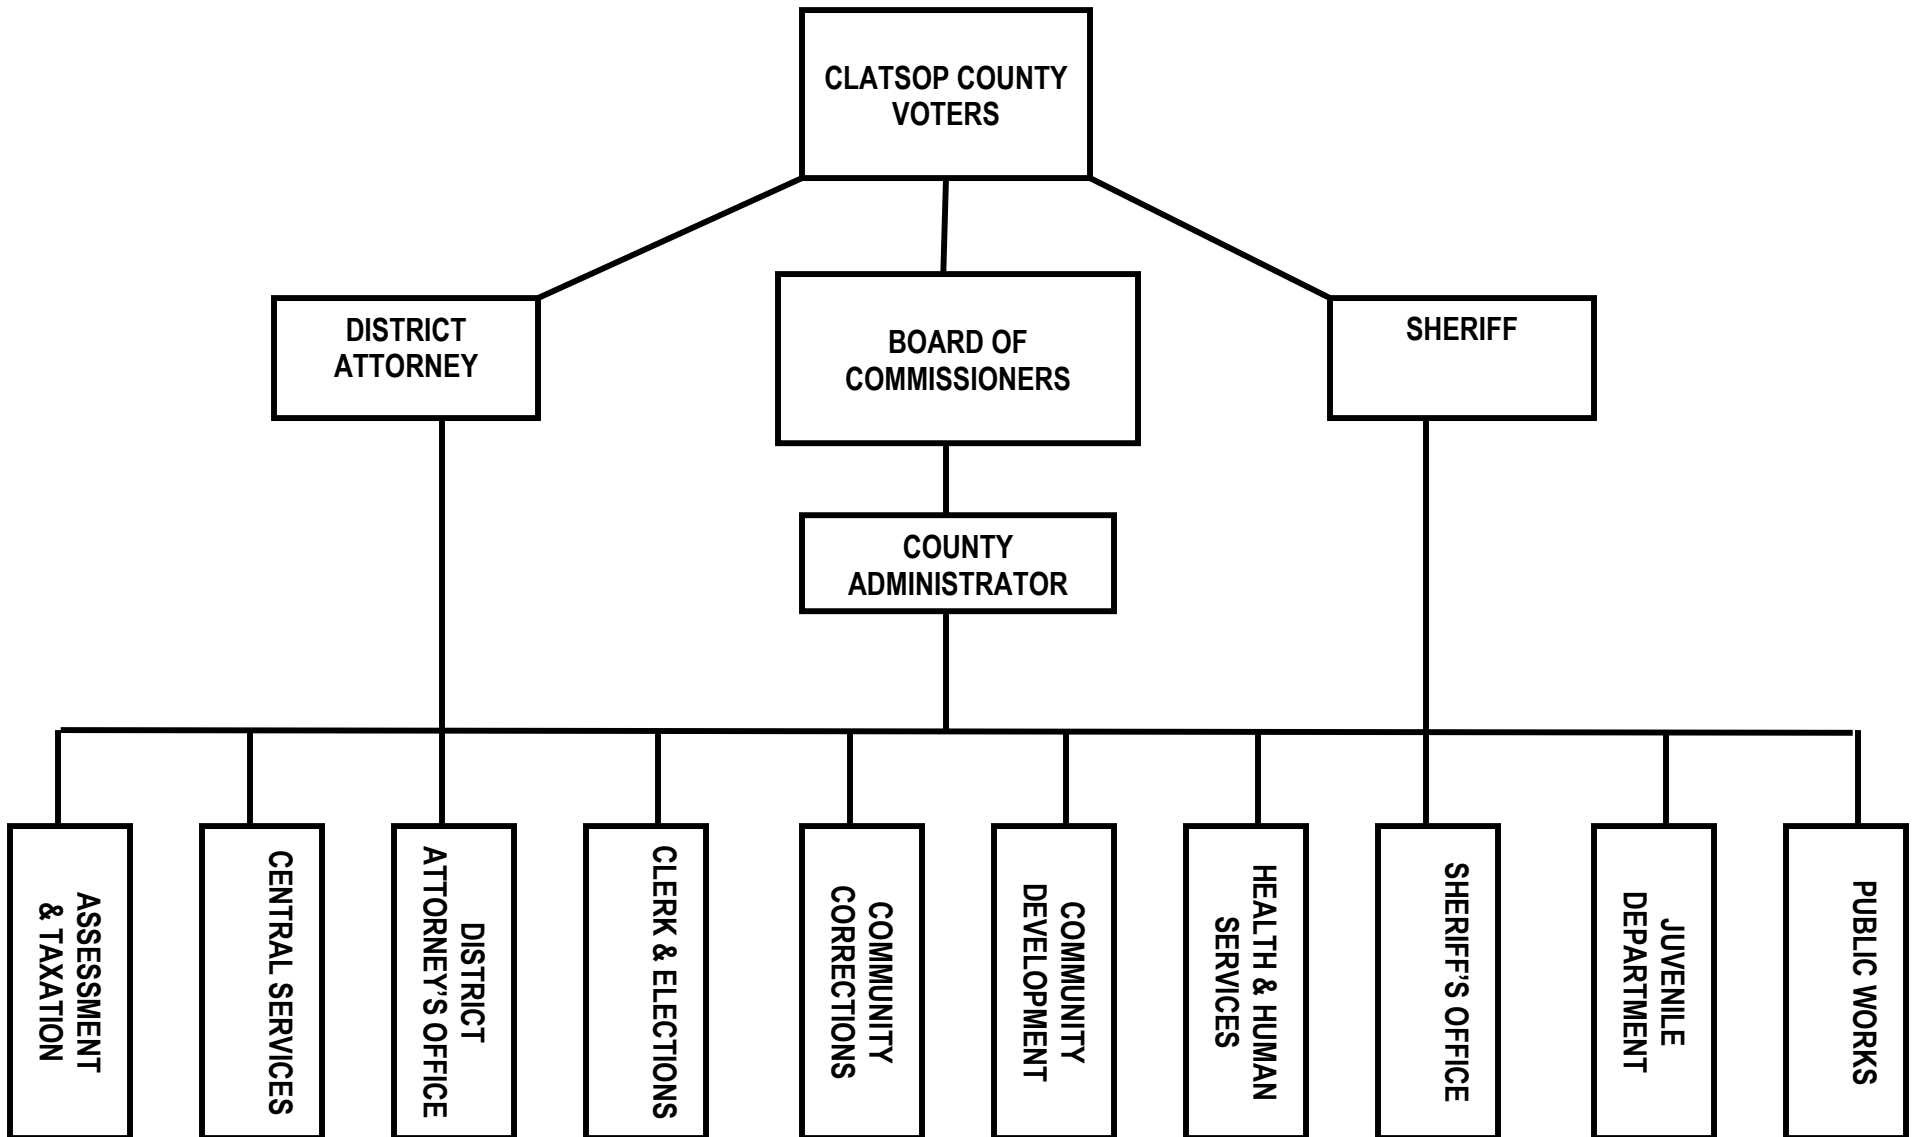 CLATSOP COUNTY
VOTERS
DISTRICT
ATTORNEY
BOARD OF
COMMISSIONERS
SHERIFF
COUNTY
ADMINISTRATOR
ASSESSMENT
& TAXATION
CENTRAL SERVICES
DISTRICT
ATTORNEY’S OFFICE
CLERK & ELECTIONS
COMMUNITY
CORRECTIONS
COMMUNITY
DEVELOPMENT
HEALTH & HUMAN
SERVICES
SHERIFF’S OFFICE
JUVENILE
DEPARTMENT
PUBLIC WORKS